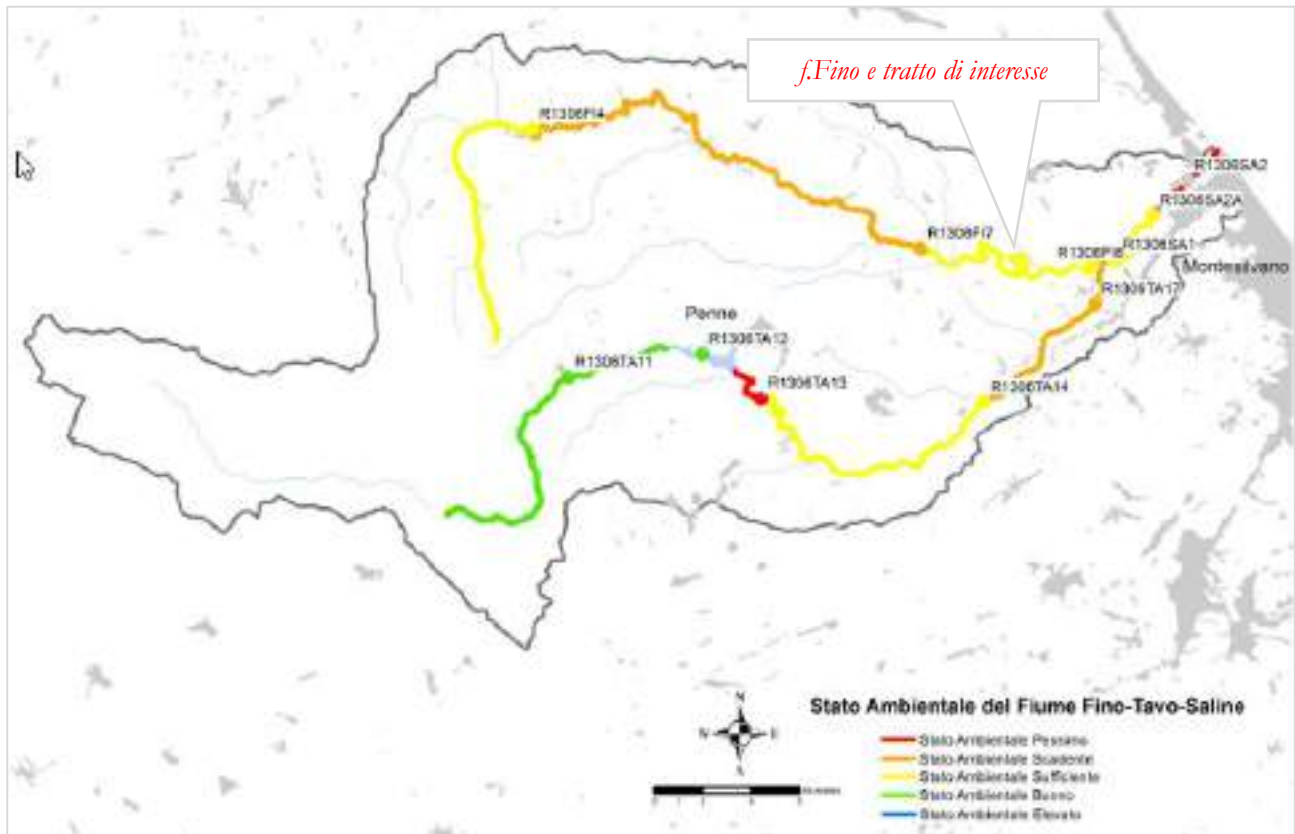 f.Fino e tratto di interesse
R1306FI4
R1306SA2
R1306SA2A
R1306FI7
R1306SA1
R1306FI8
Montesilvano
R1306TA17
Penne
R1306TA12
R1306TA11
R1306TA13
R1306TA14
N
E
Stato Ambientale del Fiume Fino-Tavo-Saline
Stato Ambientale Pessimo
Stato Ambientale Scadente
Stato Ambientale Sufficiente
Stato Ambientale Buono
Stato Ambientale Elevato